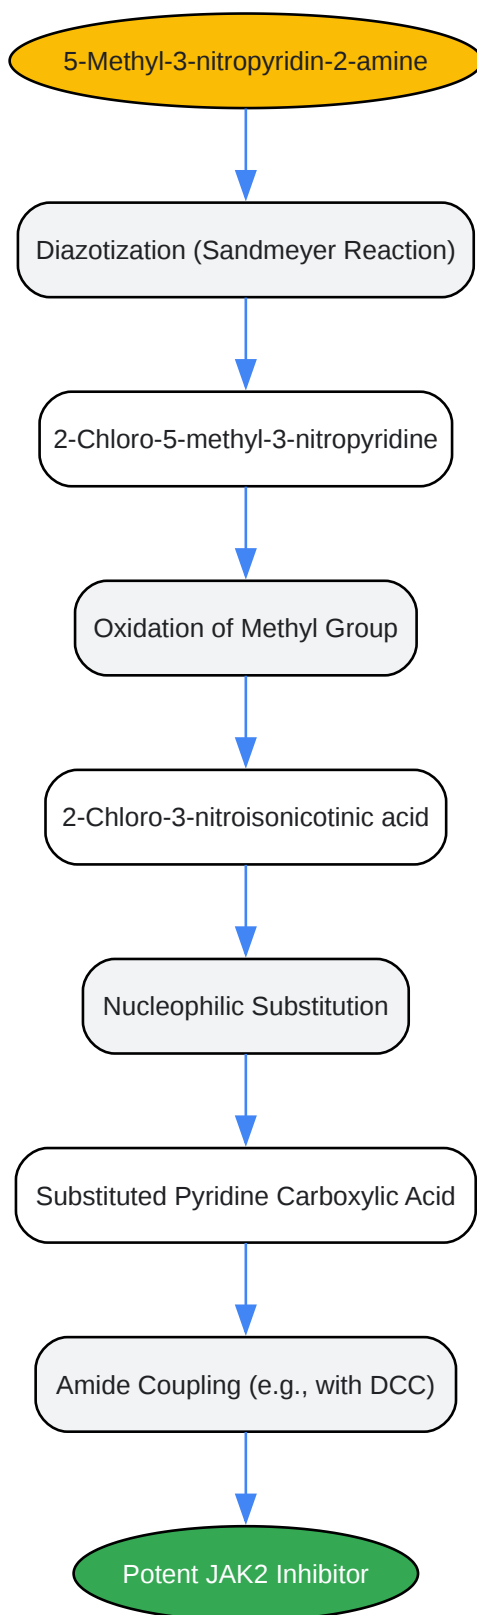 5-Methyl-3-nitropyridin-2-amine
Diazotization (Sandmeyer Reaction)
2-Chloro-5-methyl-3-nitropyridine
Oxidation of Methyl Group
2-Chloro-3-nitroisonicotinic acid
Nucleophilic Substitution
Substituted Pyridine Carboxylic Acid
Amide Coupling (e.g., with DCC)
Potent JAK2 Inhibitor